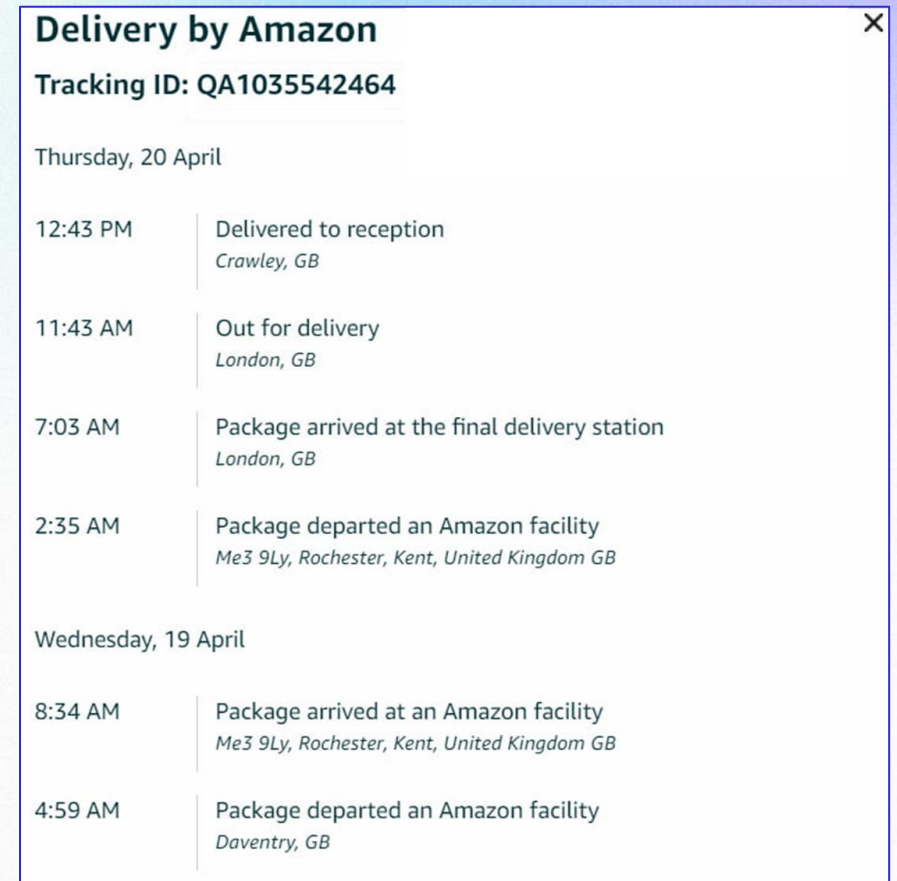 Delivery by Amazon
Tracking ID: QA1035542464
Thursday, 20 April
12:43 PM
Delivered to reception
Crawley, GB
11:43 AM
Out for delivery
London, GB
7:03 AM
Package arrived at the final delivery station
London, GB
2:35 AM
Package departed an Amazon facility
Me3 9Ly, Rochester, Kent, United Kingdom GB
Wednesday, 19 April
8:34 AM
Package arrived at an Amazon facility
Me3 9Ly, Rochester, Kent, United Kingdom GB
4:59 AM
Package departed an Amazon facility
Daventry, GB